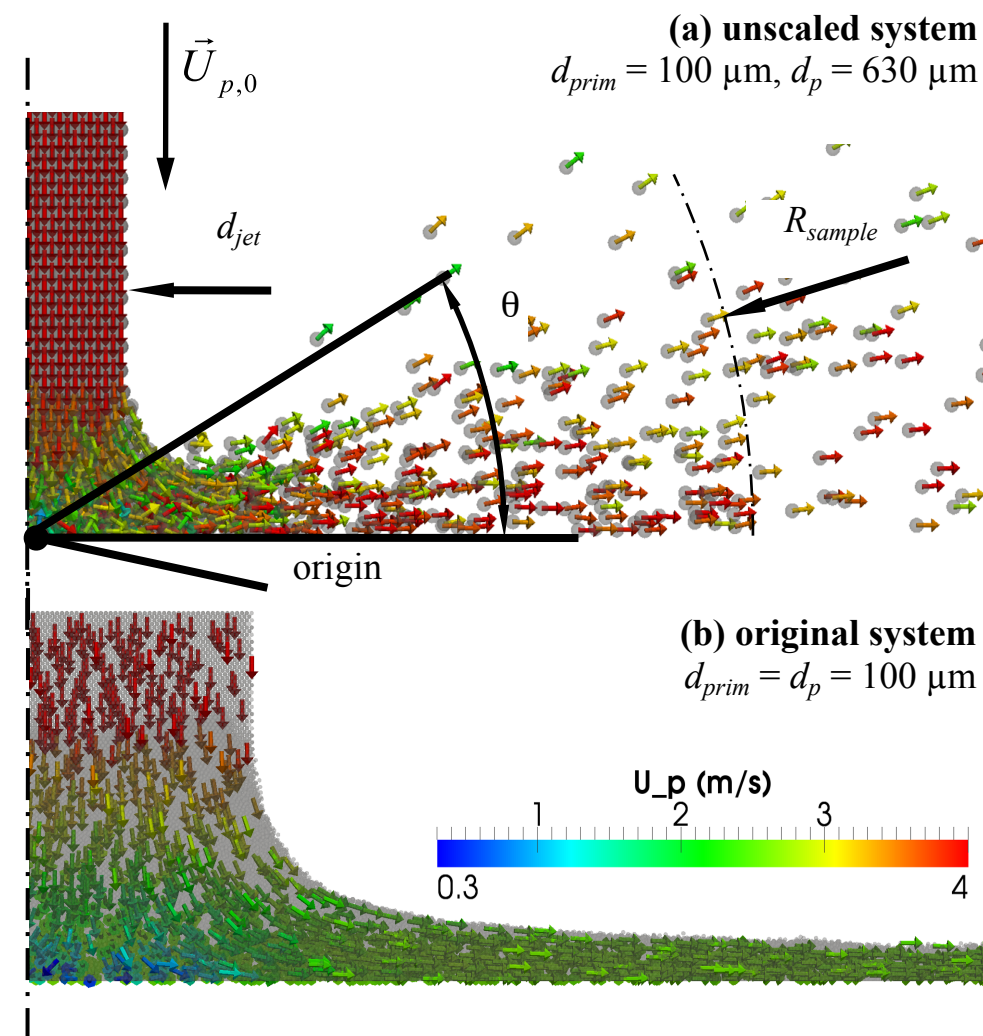 (a) unscaled system
d_prim = 100 µm, d_p = 630 µm
U⃗_p,0
d_jet
R_sample
θ
origin
(b) original system
d_prim = d_p = 100 µm
U_p (m/s)
1 2 3
0.3 4